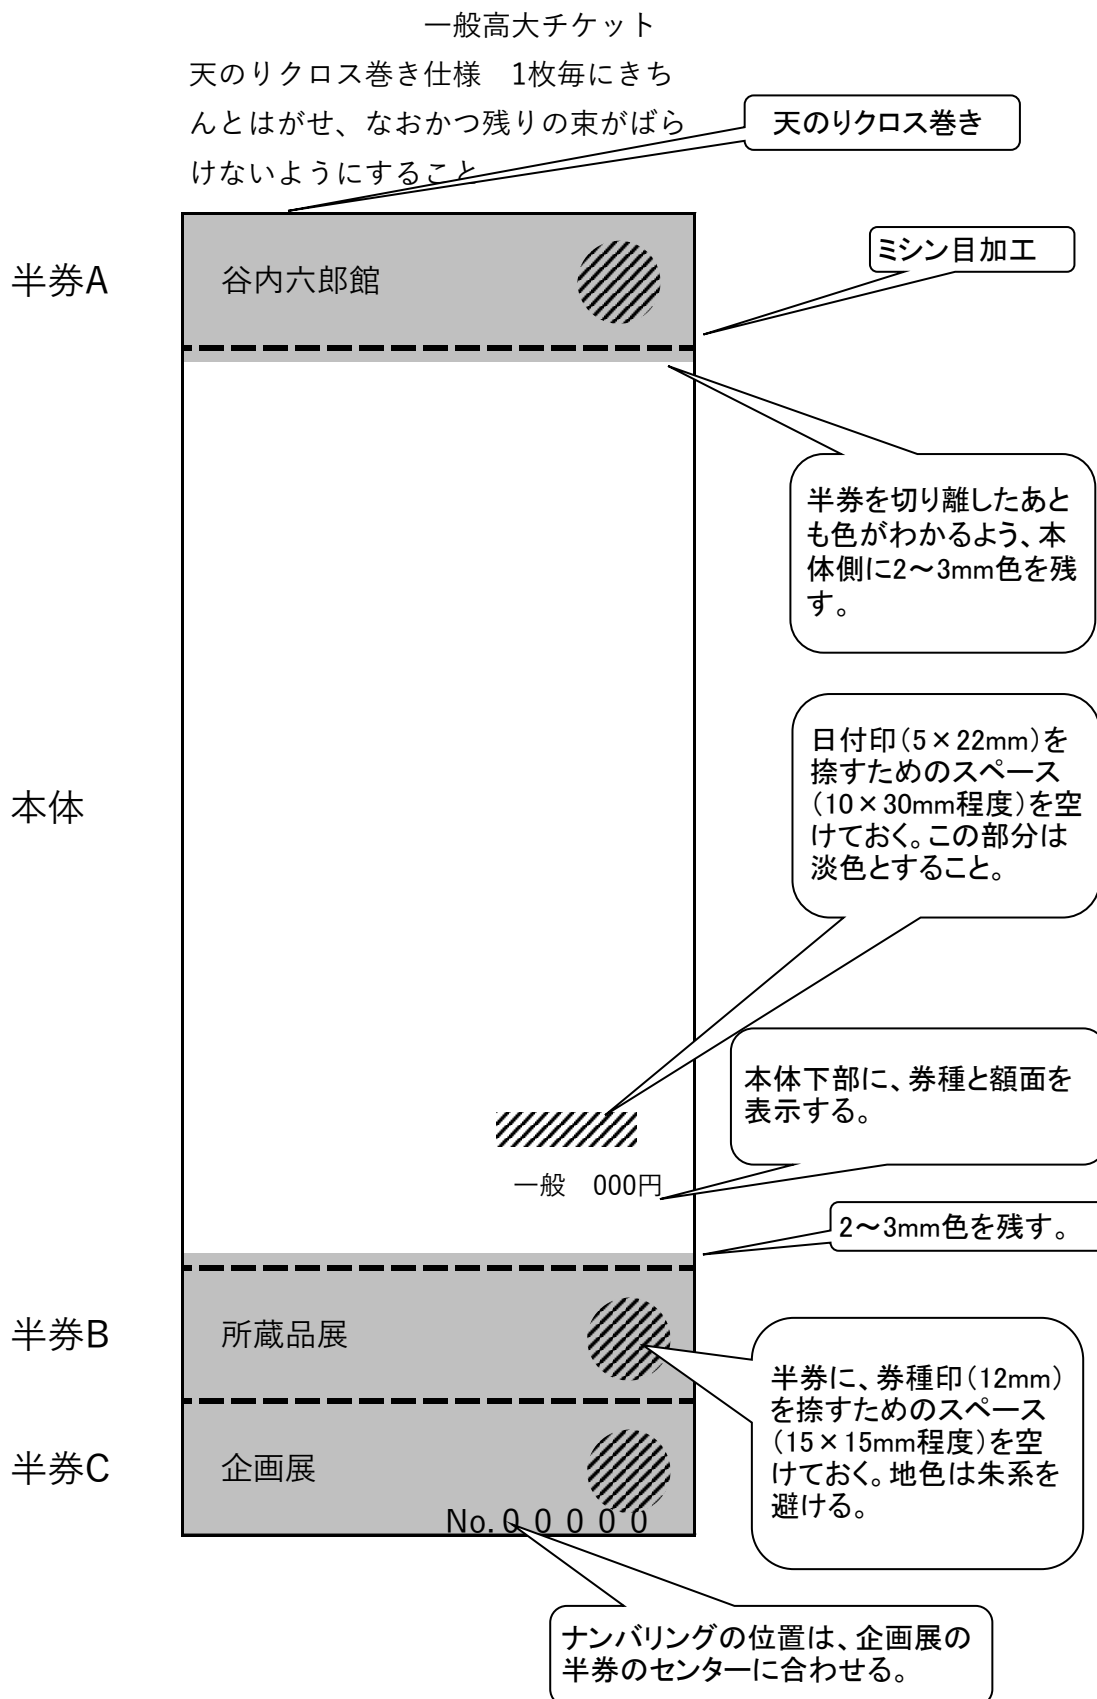 一般高大チケット
天のりクロス巻き仕様　1枚毎にきち
んとはがせ、なおかつ残りの束がばら
けないようにすること
天のりクロス巻き
ミシン目加工
半券A
谷内六郎館
半券を切り離したあと
も色がわかるよう、本
体側に2～3mm色を残
す。
日付印（5×22mm）を
捺すためのスペース
（10×30mm程度）を空
けておく。この部分は
淡色とすること。
本体
本体下部に、券種と額面を
表示する。
一般　000円
2～3mm色を残す。
半券B
所蔵品展
半券に、券種印（12mm）
を捺すためのスペース
（15×15mm程度）を空
けておく。地色は朱系を
避ける。
半券C
企画展
No.０００００
ナンバリングの位置は、企画展の
半券のセンターに合わせる。